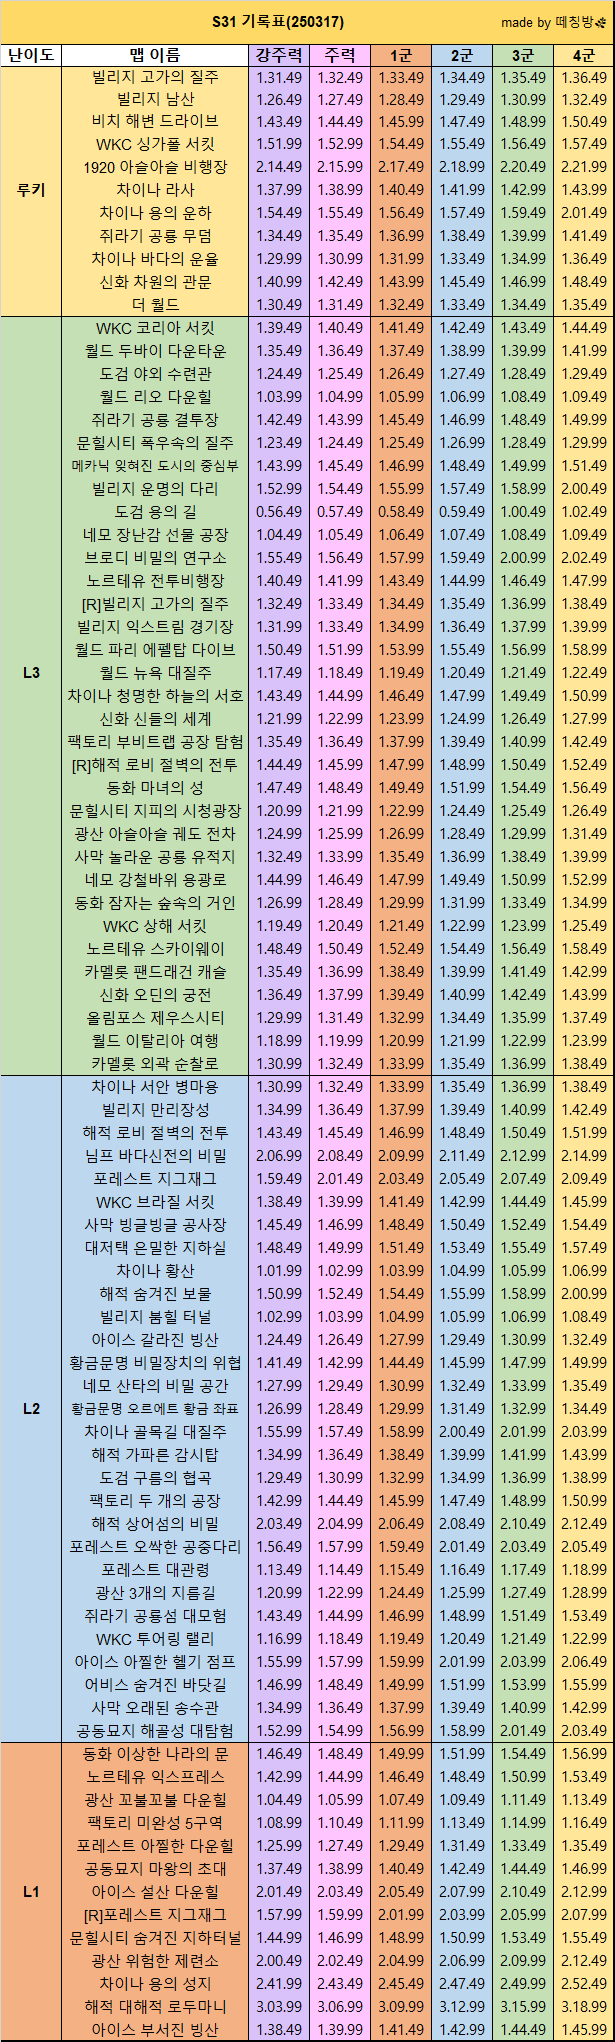 S31 기록표(250317) made by 떼칭방
난이도 맵 이름 강주력 주력 1군 2군 3군 4군
루키
빌리지 고가의 질주 1.31.49 1.32.49 1.33.49 1.34.49 1.35.49 1.36.49
빌리지 남산 1.26.49 1.27.49 1.28.49 1.29.49 1.30.99 1.32.49
비치 해변 드라이브 1.43.49 1.44.49 1.45.99 1.47.49 1.48.99 1.50.49
WKC 싱가폴 서킷 1.51.99 1.52.99 1.54.49 1.55.49 1.56.49 1.57.49
1920 아슬아슬 비행장 2.14.49 2.15.99 2.17.49 2.18.99 2.20.49 2.21.99
차이나 라사 1.37.99 1.38.99 1.40.49 1.41.99 1.42.99 1.43.99
차이나 용의 운하 1.54.49 1.55.49 1.56.49 1.57.49 1.59.49 2.01.49
쥐라기 공룡 무덤 1.34.49 1.35.49 1.36.99 1.38.49 1.39.99 1.41.49
차이나 바다의 운율 1.29.99 1.30.99 1.31.99 1.33.49 1.34.99 1.36.49
신화 차원의 관문 1.40.99 1.42.49 1.43.99 1.45.49 1.46.99 1.48.49
더 월드 1.30.49 1.31.49 1.32.49 1.33.49 1.34.49 1.35.49
L3
WKC 코리아 서킷 1.39.49 1.40.49 1.41.49 1.42.49 1.43.49 1.44.49
월드 두바이 다운타운 1.35.49 1.36.49 1.37.49 1.38.99 1.39.99 1.41.99
도검 야외 수련관 1.24.49 1.25.49 1.26.49 1.27.49 1.28.49 1.29.49
월드 리오 다운힐 1.03.99 1.04.99 1.05.99 1.06.99 1.08.49 1.09.49
쥐라기 공룡 결투장 1.42.49 1.43.99 1.45.49 1.46.99 1.48.49 1.49.99
문힐시티 폭우속의 질주 1.23.49 1.24.49 1.25.49 1.26.99 1.28.49 1.29.99
메카닉 잊혀진 도시의 중심부 1.43.99 1.45.49 1.46.99 1.48.49 1.49.99 1.51.49
빌리지 운명의 다리 1.52.99 1.54.49 1.55.99 1.57.49 1.58.99 2.00.49
도검 용의 길 0.56.49 0.57.49 0.58.49 0.59.49 1.00.49 1.02.49
네모 장난감 선물 공장 1.04.49 1.05.49 1.06.49 1.07.49 1.08.49 1.09.49
브로디 비밀의 연구소 1.55.49 1.56.49 1.57.99 1.59.49 2.00.99 2.02.49
노르테유 전투비행장 1.40.49 1.41.99 1.43.49 1.44.99 1.46.49 1.47.99
[R]빌리지 고가의 질주 1.32.49 1.33.49 1.34.49 1.35.49 1.36.99 1.38.49
빌리지 익스트림 경기장 1.31.99 1.33.49 1.34.99 1.36.49 1.37.99 1.39.99
월드 파리 에펠탑 다이브 1.50.49 1.51.99 1.53.99 1.55.49 1.56.99 1.58.99
월드 뉴욕 대질주 1.17.49 1.18.49 1.19.49 1.20.49 1.21.49 1.22.49
차이나 청명한 하늘의 서호 1.43.49 1.44.99 1.46.49 1.47.99 1.49.49 1.50.99
신화 신들의 세계 1.21.99 1.22.99 1.23.99 1.24.99 1.26.49 1.27.99
팩토리 부비트랩 공장 탐험 1.35.49 1.36.49 1.37.99 1.39.49 1.40.99 1.42.49
[R]해적 로비 절벽의 전투 1.44.49 1.45.99 1.47.99 1.48.99 1.50.49 1.52.49
동화 마녀의 성 1.47.49 1.48.49 1.49.49 1.51.99 1.54.49 1.56.49
문힐시티 지피의 시청광장 1.20.99 1.21.99 1.22.99 1.24.49 1.25.49 1.26.49
광산 아슬아슬 궤도 전차 1.24.99 1.25.99 1.26.99 1.28.49 1.29.99 1.31.49
사막 놀라운 공룡 유적지 1.32.49 1.33.99 1.35.49 1.36.99 1.38.49 1.39.99
네모 강철바위 용광로 1.44.99 1.46.49 1.47.99 1.49.49 1.50.99 1.52.99
동화 잠자는 숲속의 거인 1.26.99 1.28.49 1.29.99 1.31.99 1.33.49 1.34.99
WKC 상해 서킷 1.19.49 1.20.49 1.21.49 1.22.99 1.23.99 1.25.49
노르테유 스카이웨이 1.48.49 1.50.49 1.52.49 1.54.49 1.56.49 1.58.49
카멜롯 팬드래건 캐슬 1.35.49 1.36.99 1.38.49 1.39.99 1.41.49 1.42.99
신화 오딘의 궁전 1.36.49 1.37.99 1.39.49 1.40.99 1.42.49 1.43.99
올림포스 제우스시티 1.29.99 1.31.49 1.32.99 1.34.49 1.35.99 1.37.49
월드 이탈리아 여행 1.18.99 1.19.99 1.20.99 1.21.99 1.22.99 1.23.99
카멜롯 외곽 순찰로 1.30.99 1.32.49 1.33.99 1.35.49 1.36.99 1.38.49
L2
차이나 서안 병마용 1.30.99 1.32.49 1.33.99 1.35.49 1.36.99 1.38.49
빌리지 만리장성 1.34.99 1.36.49 1.37.99 1.39.49 1.40.99 1.42.49
해적 로비 절벽의 전투 1.43.49 1.45.49 1.46.99 1.48.49 1.50.49 1.51.99
님프 바다신전의 비밀 2.06.99 2.08.49 2.09.99 2.11.49 2.12.99 2.14.99
포레스트 지그재그 1.59.49 2.01.49 2.03.49 2.05.49 2.07.49 2.09.49
WKC 브라질 서킷 1.38.49 1.39.99 1.41.49 1.42.99 1.44.49 1.45.99
사막 빙글빙글 공사장 1.45.49 1.46.99 1.48.49 1.50.49 1.52.49 1.54.49
대저택 은밀한 지하실 1.48.49 1.49.99 1.51.49 1.53.49 1.55.49 1.57.49
차이나 황산 1.01.99 1.02.99 1.03.99 1.04.99 1.05.99 1.06.99
해적 숨겨진 보물 1.50.99 1.52.49 1.54.49 1.55.99 1.58.99 2.00.99
빌리지 붐힐 터널 1.02.99 1.03.99 1.04.99 1.05.99 1.06.99 1.08.49
아이스 갈라진 빙산 1.24.49 1.26.49 1.27.99 1.29.49 1.30.99 1.32.49
황금문명 비밀장치의 위협 1.41.49 1.42.99 1.44.49 1.45.99 1.47.99 1.49.99
네모 산타의 비밀 공간 1.27.99 1.29.49 1.30.99 1.32.49 1.33.99 1.35.49
황금문명 오르에트 황금 좌표 1.26.99 1.28.49 1.29.99 1.31.49 1.32.99 1.34.49
차이나 골목길 대질주 1.55.99 1.57.49 1.58.99 2.00.49 2.01.99 2.03.99
해적 가파른 감시탑 1.34.99 1.36.49 1.38.49 1.39.99 1.41.99 1.43.99
도검 구름의 협곡 1.29.49 1.30.99 1.32.99 1.34.99 1.36.99 1.38.99
팩토리 두 개의 공장 1.42.99 1.44.49 1.45.99 1.47.49 1.48.99 1.50.99
해적 상어섬의 비밀 2.03.49 2.04.99 2.06.49 2.08.49 2.10.49 2.12.49
포레스트 오싹한 공중다리 1.56.49 1.57.99 1.59.49 2.01.49 2.03.49 2.05.49
포레스트 대관령 1.13.49 1.14.49 1.15.49 1.16.49 1.17.49 1.18.99
광산 3개의 지름길 1.20.99 1.22.99 1.24.49 1.25.99 1.27.49 1.28.99
쥐라기 공룡섬 대모험 1.43.49 1.44.99 1.46.99 1.48.99 1.51.49 1.53.49
WKC 투어링 랠리 1.16.99 1.18.49 1.19.49 1.20.49 1.21.49 1.22.99
아이스 아찔한 헬기 점프 1.55.99 1.57.99 1.59.99 2.01.99 2.03.99 2.06.49
어비스 숨겨진 바닷길 1.46.99 1.48.49 1.49.99 1.51.99 1.53.99 1.55.99
사막 오래된 송수관 1.34.99 1.36.49 1.37.99 1.39.49 1.40.99 1.42.99
공동묘지 해골성 대탐험 1.52.99 1.54.99 1.56.99 1.58.99 2.01.49 2.03.49
L1
동화 이상한 나라의 문 1.46.49 1.48.49 1.49.99 1.51.99 1.54.49 1.56.99
노르테유 익스프레스 1.42.99 1.44.99 1.46.49 1.48.49 1.50.99 1.53.49
광산 꼬불꼬불 다운힐 1.04.49 1.05.99 1.07.49 1.09.49 1.11.49 1.13.49
팩토리 미완성 5구역 1.08.99 1.10.49 1.11.99 1.13.49 1.14.99 1.16.49
포레스트 아찔한 다운힐 1.25.99 1.27.49 1.29.49 1.31.49 1.33.49 1.35.49
공동묘지 마왕의 초대 1.37.49 1.38.99 1.40.49 1.42.49 1.44.49 1.46.99
아이스 설산 다운힐 2.01.49 2.03.49 2.05.49 2.07.99 2.10.49 2.12.99
[R]포레스트 지그재그 1.57.99 1.59.99 2.01.99 2.03.99 2.05.99 2.07.99
문힐시티 숨겨진 지하터널 1.44.99 1.46.99 1.48.99 1.50.99 1.53.49 1.55.49
광산 위험한 제련소 2.00.49 2.02.49 2.04.99 2.06.99 2.09.99 2.12.49
차이나 용의 성지 2.41.99 2.43.49 2.45.49 2.47.49 2.49.99 2.52.49
해적 대해적 로두마니 3.03.99 3.06.99 3.09.99 3.12.99 3.15.99 3.18.99
아이스 부서진 빙산 1.38.49 1.39.99 1.41.49 1.42.99 1.44.49 1.45.99